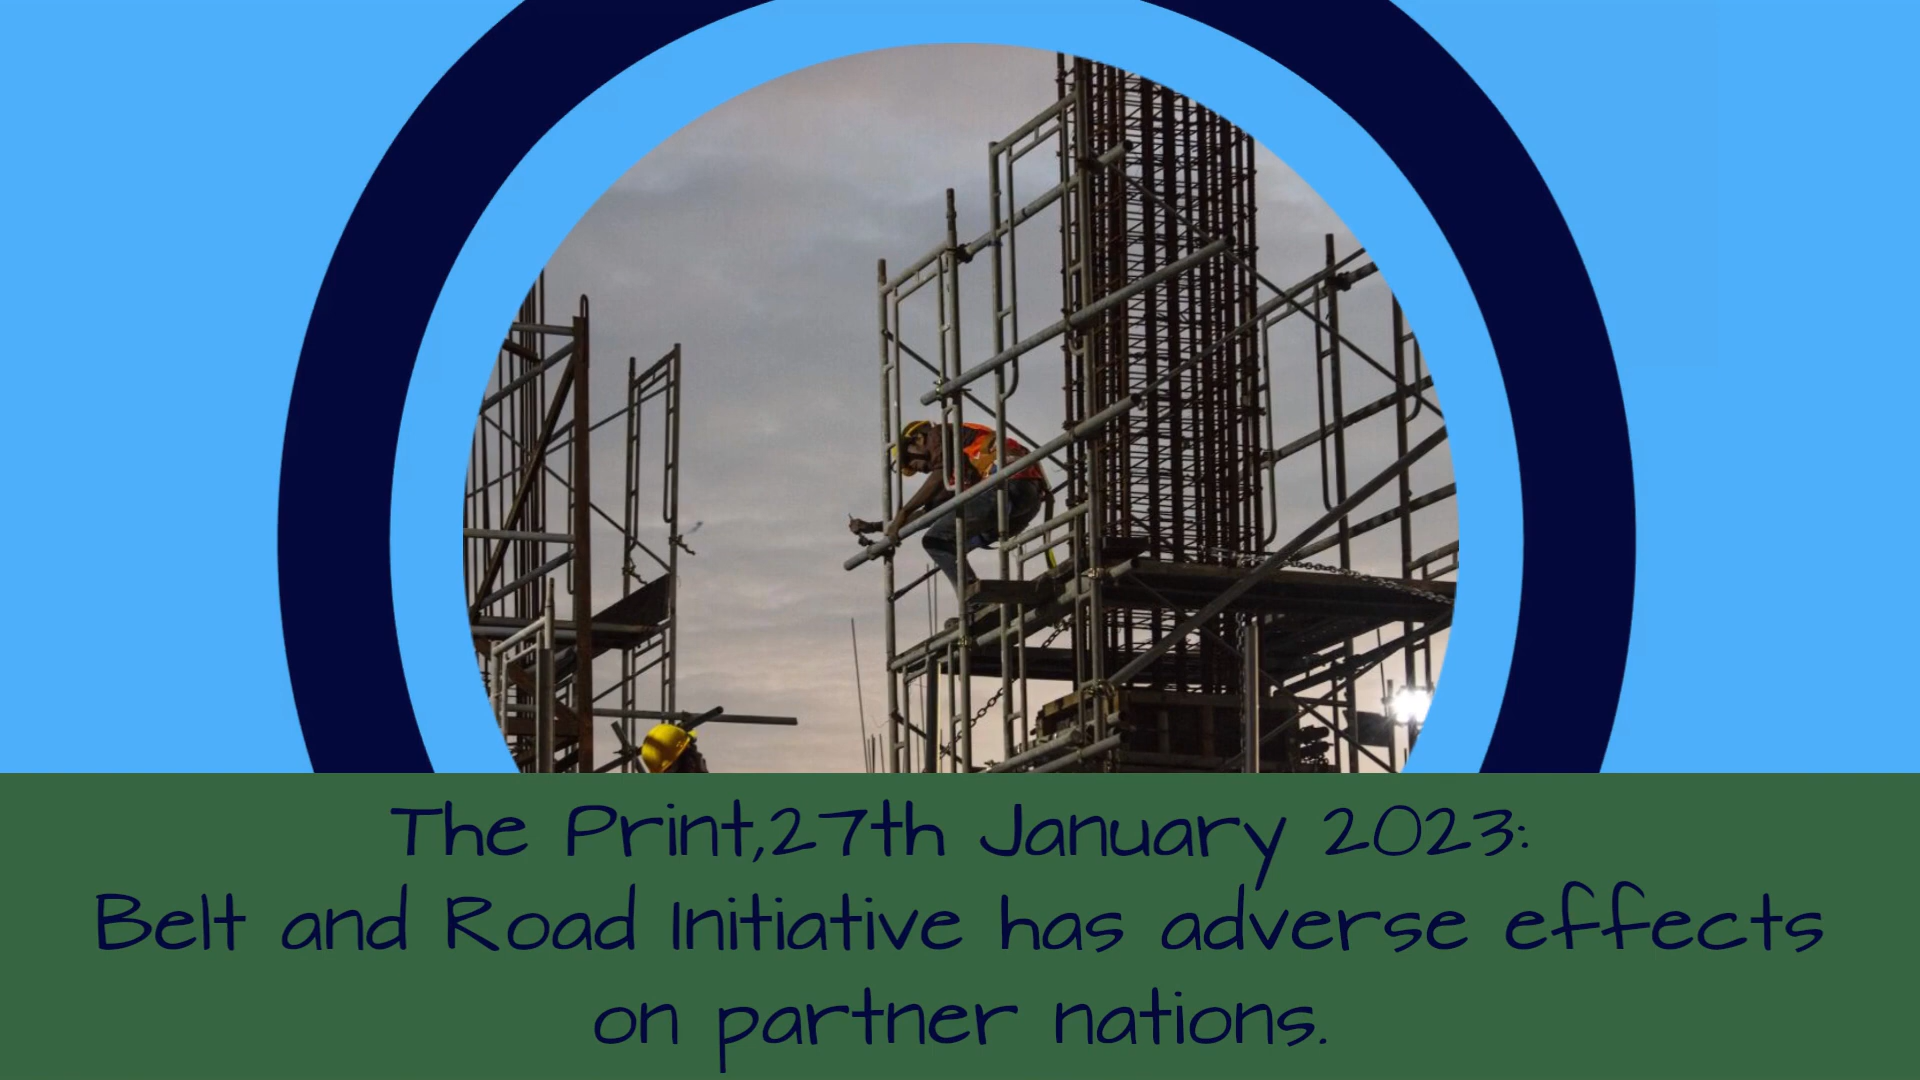 The Print,27th January 2023:
Belt and Road Initiative has adverse effects
on partner nations.